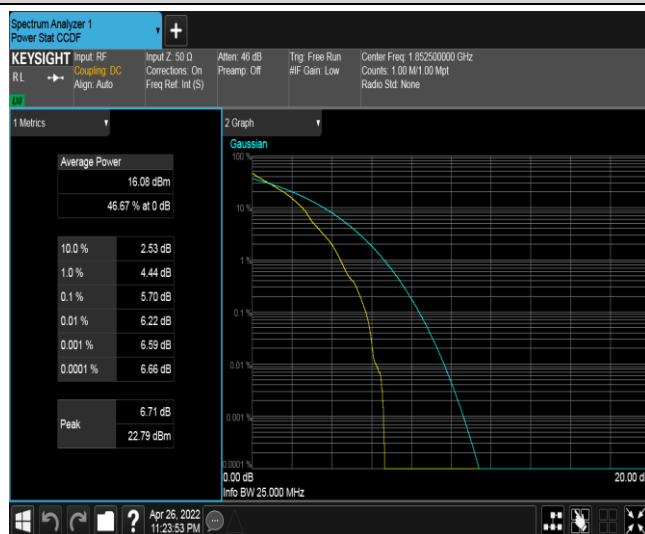 Spectrum Analyzer 1
Power Stat CCDF
+
KEYSIGHT
R L
LXI
Input: RF
Coupling: DC
Align: Auto
Input Z: 50 Ω
Corrections: On
Freq Ref: Int (S)
Atten: 46 dB
Preamp: Off
Trig: Free Run
#IF Gain: Low
Center Freq: 1.852500000 GHz
Counts: 1.00 M/1.00 Mpt
Radio Std: None
1 Metrics
Average Power
16.08 dBm
46.67 % at 0 dB
10.0 % 2.53 dB
1.0 % 4.44 dB
0.1 % 5.70 dB
0.01 % 6.22 dB
0.001 % 6.59 dB
0.0001 % 6.66 dB
Peak
6.71 dB
22.79 dBm
2 Graph
Gaussian
100 %
10 %
1 %
0.1 %
0.01 %
0.001 %
0.0001 %
0.00 dB
20.00 d
Info BW 25.000 MHz
?
Apr 26, 2022
11:23:53 PM